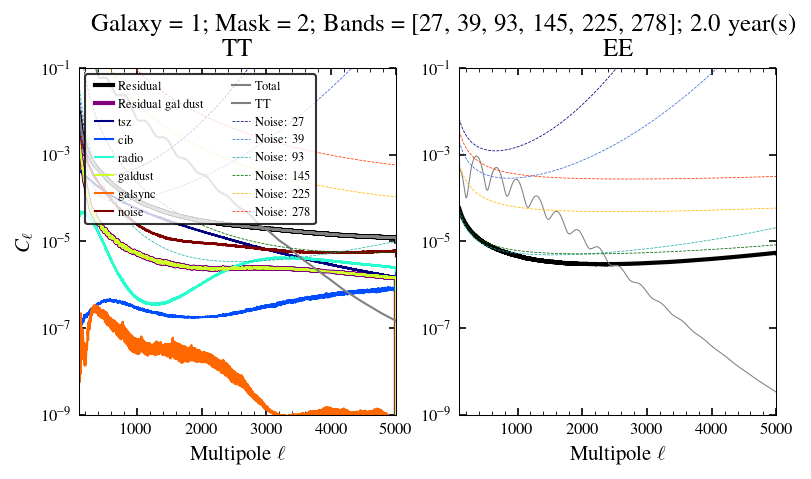 Galaxy = 1; Mask = 2; Bands = [27, 39, 93, 145, 225, 278]; 2.0 year(s)
TT
EE
10⁻¹
10⁻³
10⁻⁵
10⁻⁷
10⁻⁹
C_ℓ
Residual
Residual gal dust
tsz
cib
radio
galdust
galsync
noise
Total
TT
Noise: 27
Noise: 39
Noise: 93
Noise: 145
Noise: 225
Noise: 278
1000 2000 3000 4000 5000
Multipole ℓ
10⁻¹
10⁻³
10⁻⁵
10⁻⁷
10⁻⁹
1000 2000 3000 4000 5000
Multipole ℓ